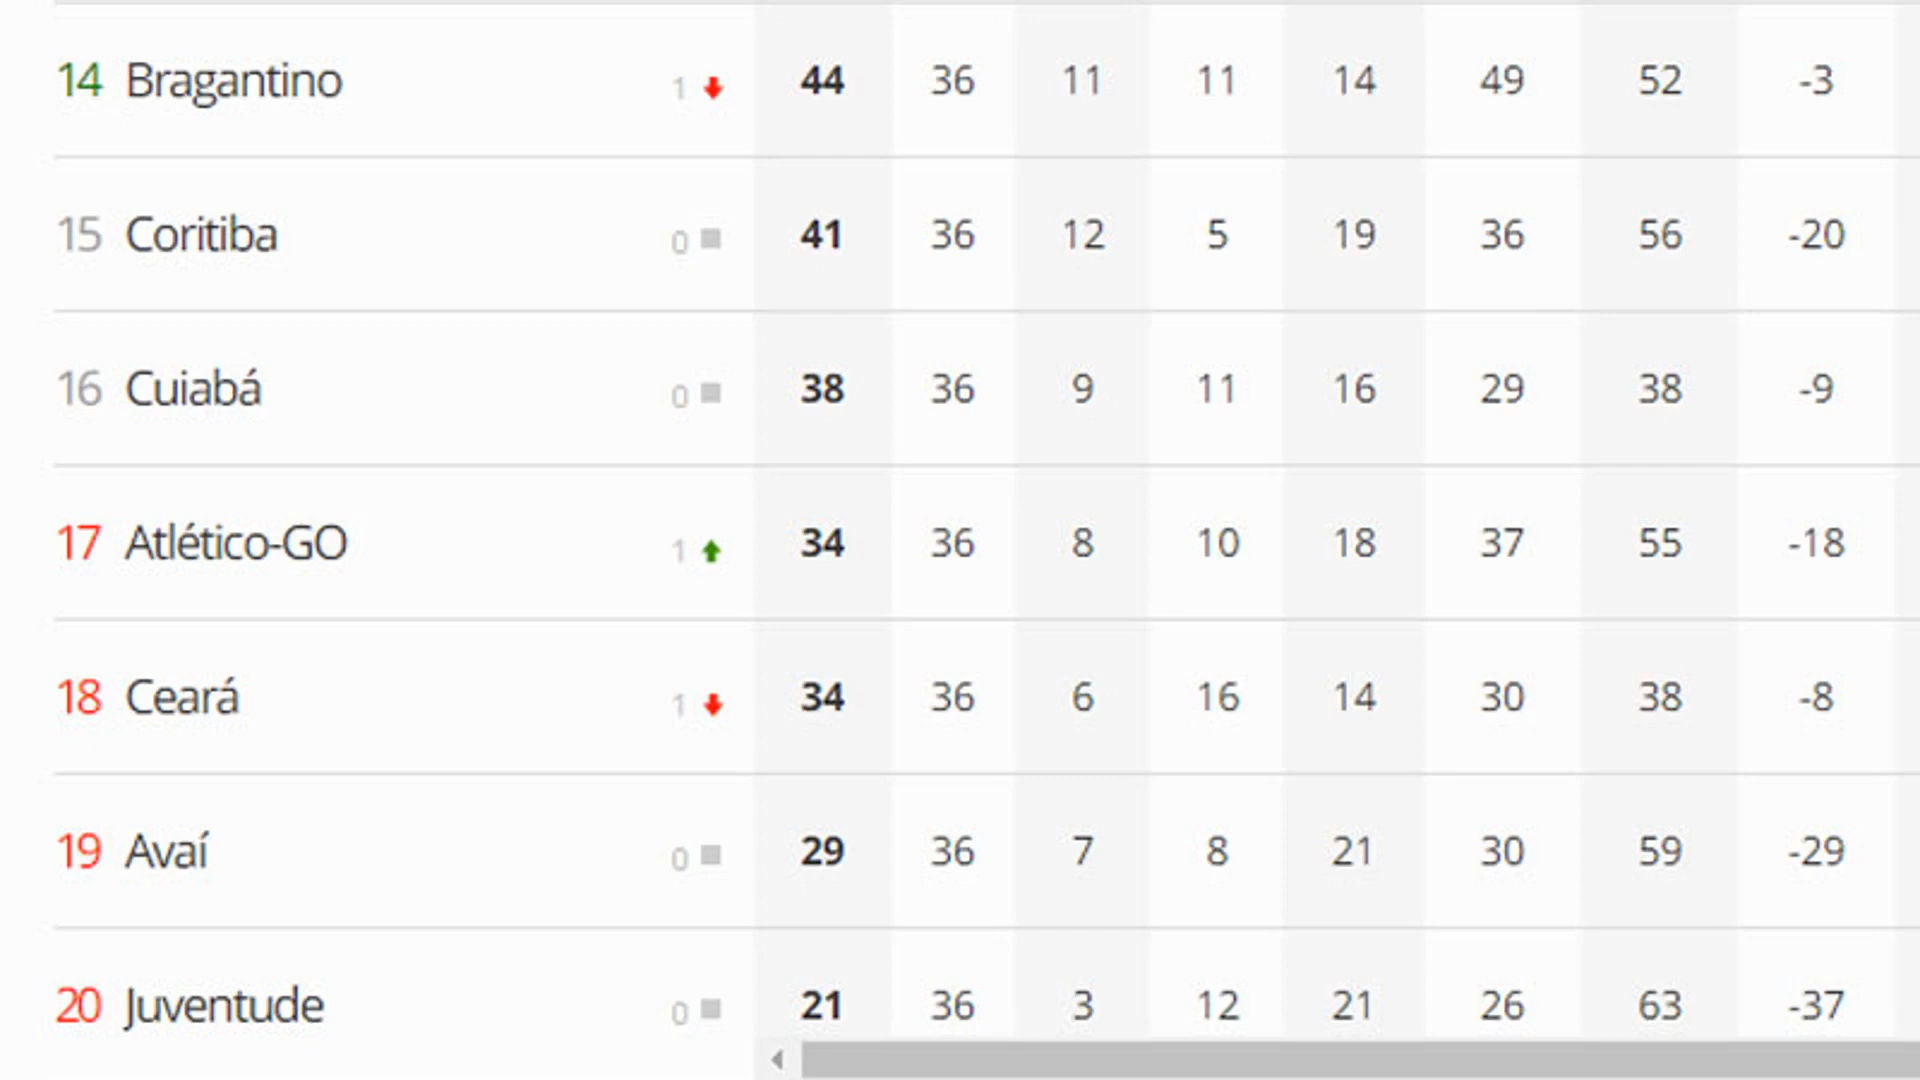 14 Bragantino 1 44 36 11 11 14 49 52 -3
15 Coritiba 0 41 36 12 5 19 36 56 -20
16 Cuiabá 0 38 36 9 11 16 29 38 -9
17 Atlético-GO 1 34 36 8 10 18 37 55 -18
18 Ceará 1 34 36 6 16 14 30 38 -8
19 Avaí 0 29 36 7 8 21 30 59 -29
20 Juventude 0 21 36 3 12 21 26 63 -37